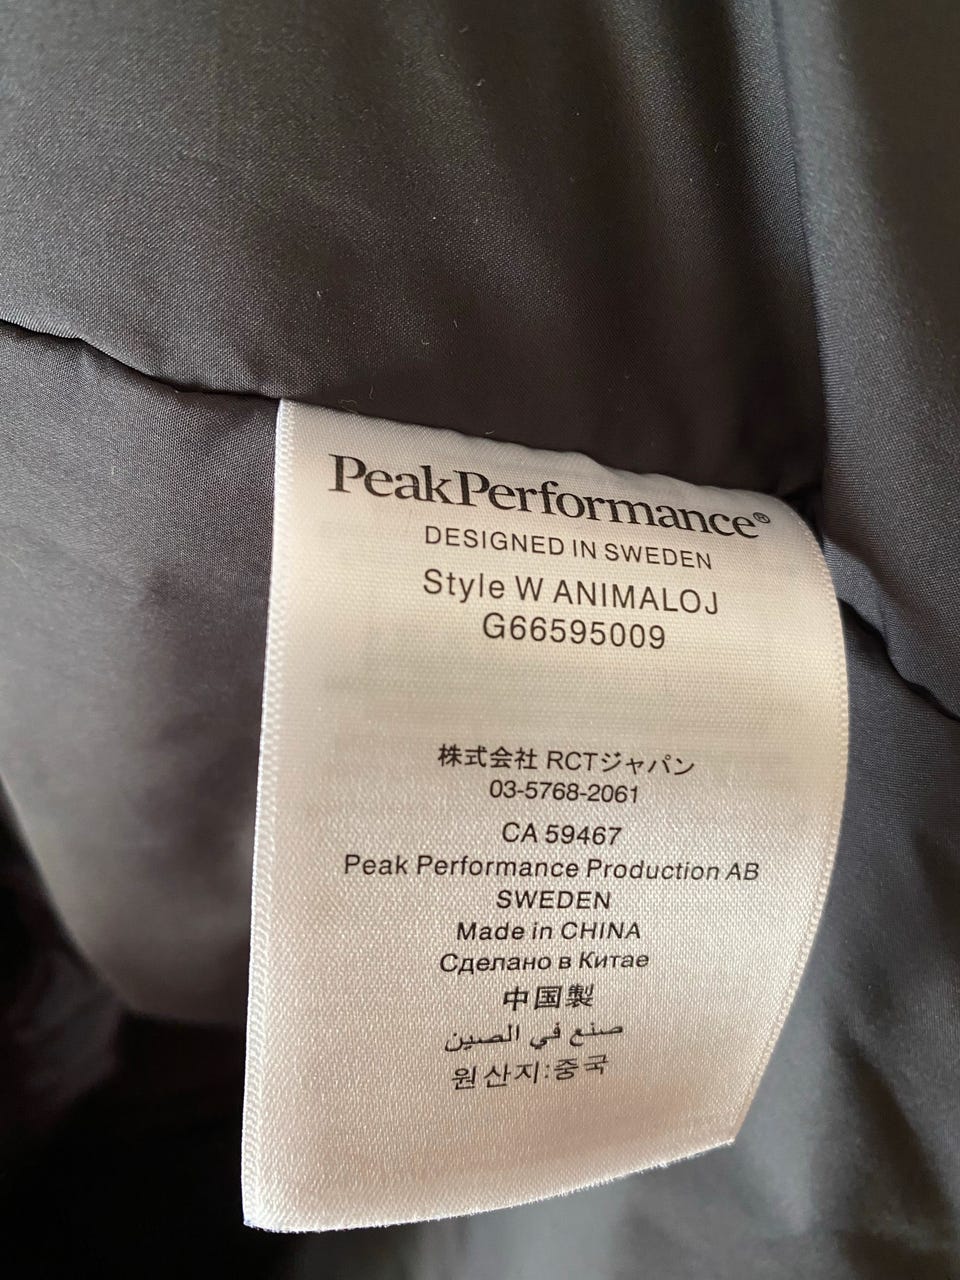 PeakPerformance®
DESIGNED IN SWEDEN
Style W ANIMALOJ
G66595009
株式会社 RCTジャパン
03-5768-2061
CA 59467
Peak Performance Production AB
SWEDEN
Made in CHINA
Сделано в Китае
中国製
صنع في الصين
원산지:중국